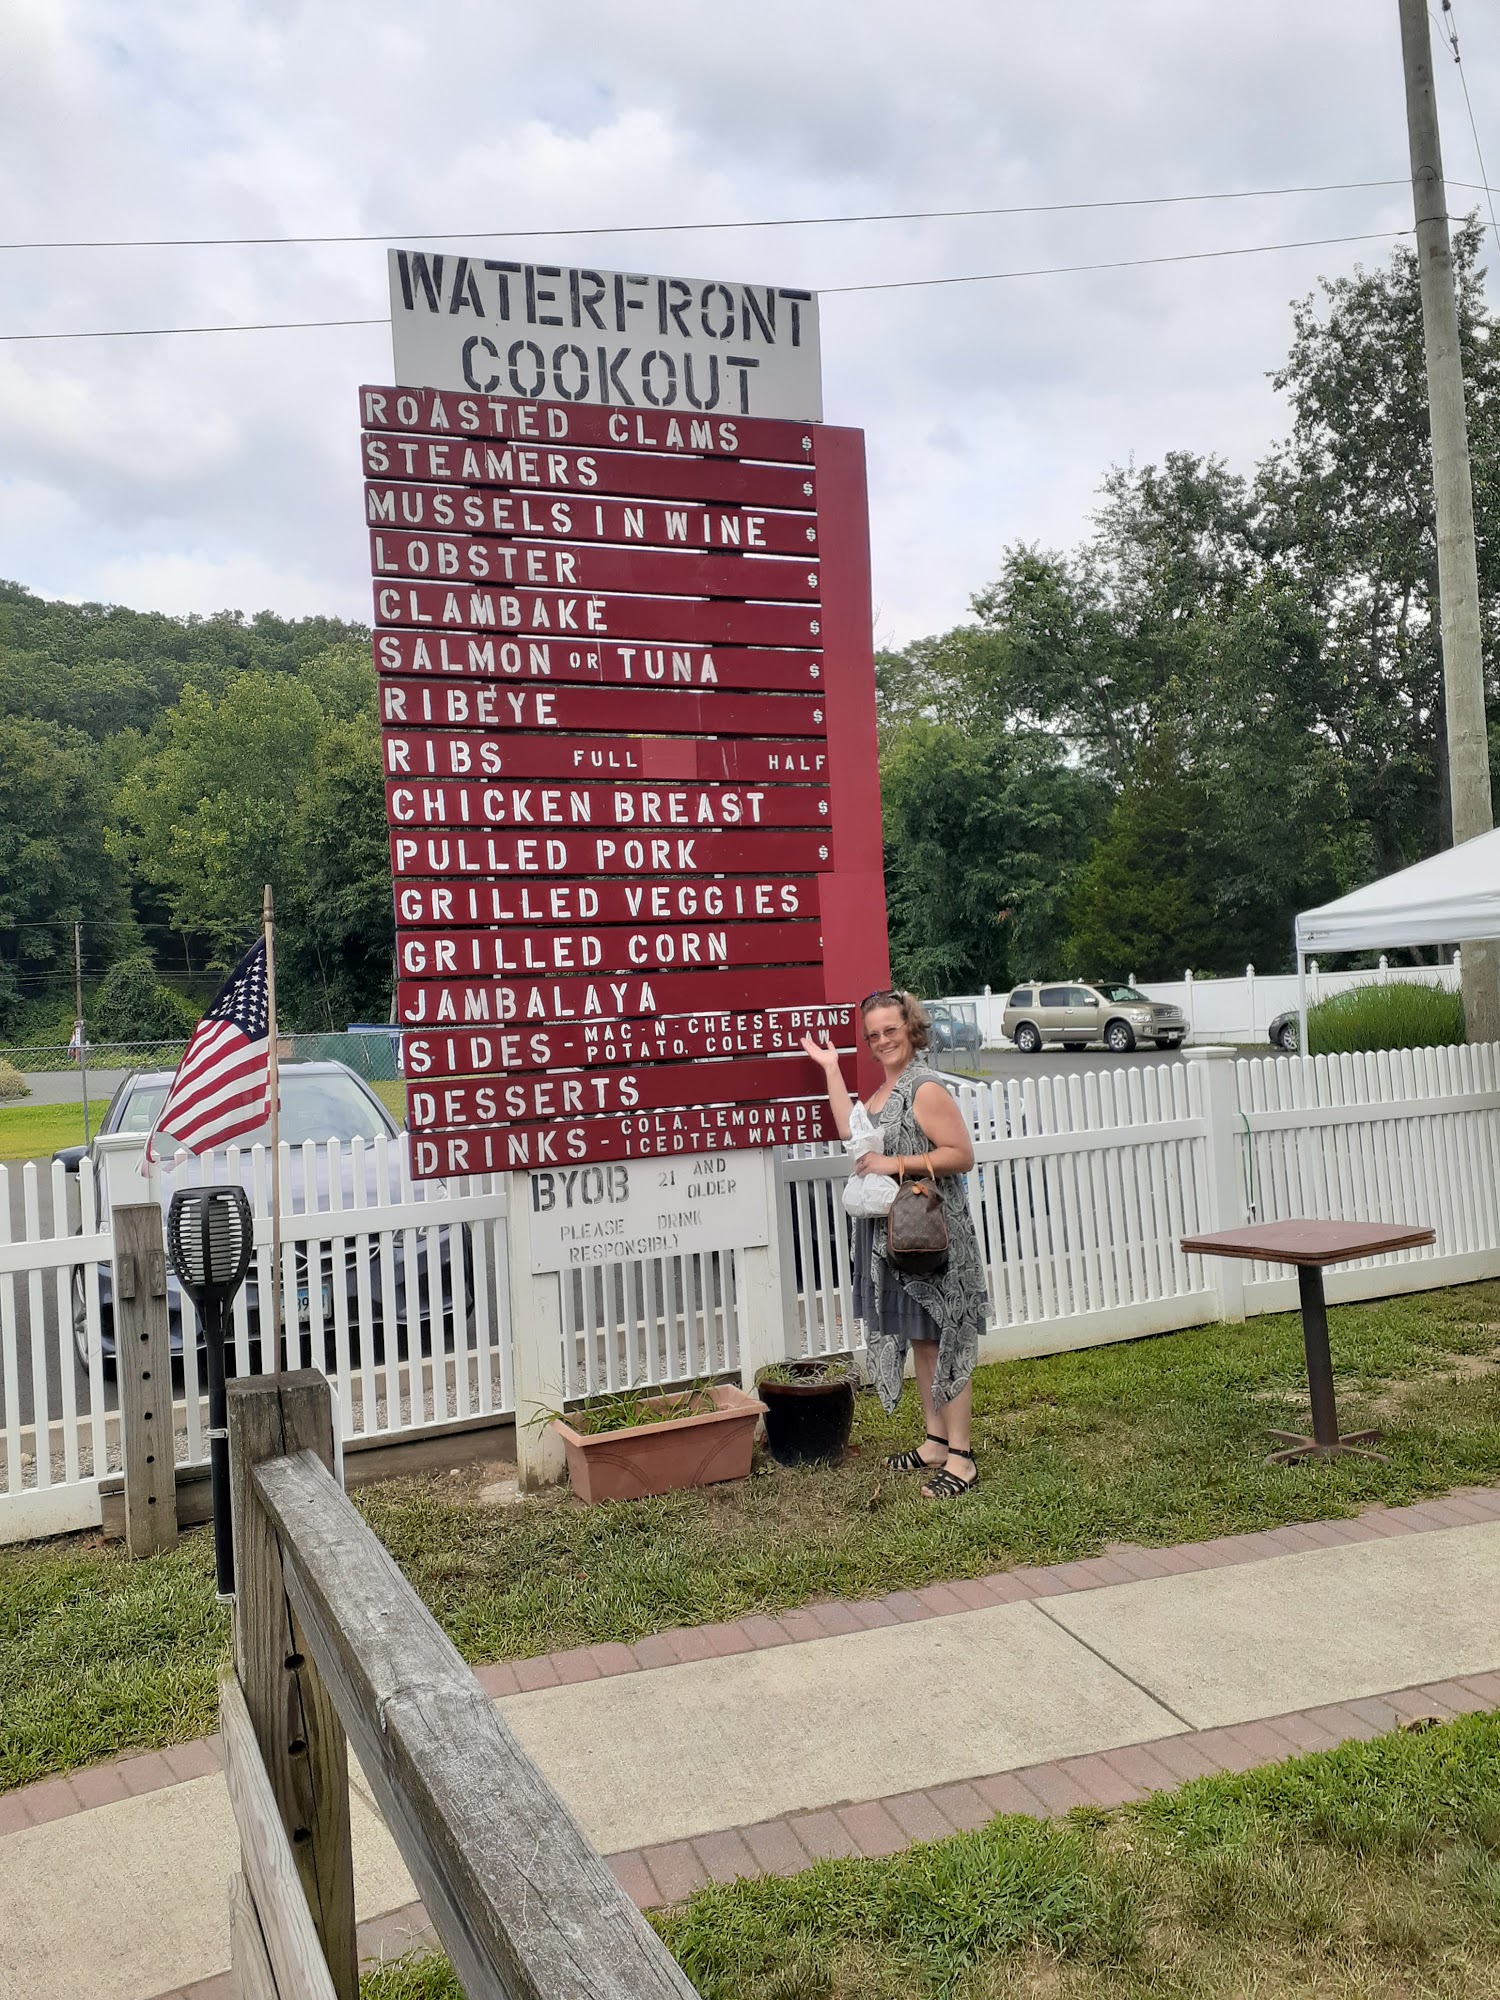 WATERFRONT
COOKOUT
ROASTED CLAMS $
STEAMERS $
MUSSELS IN WINE $
LOBSTER $
CLAMBAKE $
SALMON OR TUNA $
RIBEYE $
RIBS FULL HALF
CHICKEN BREAST $
PULLED PORK $
GRILLED VEGGIES
GRILLED CORN
JAMBALAYA
SIDES - MAC-N-CHEESE, BEANS
POTATO, COLESLAW
DESSERTS
DRINKS - COLA, LEMONADE
ICEDTEA, WATER
BYOB 21 AND
OLDER
PLEASE DRINK
RESPONSIBLY